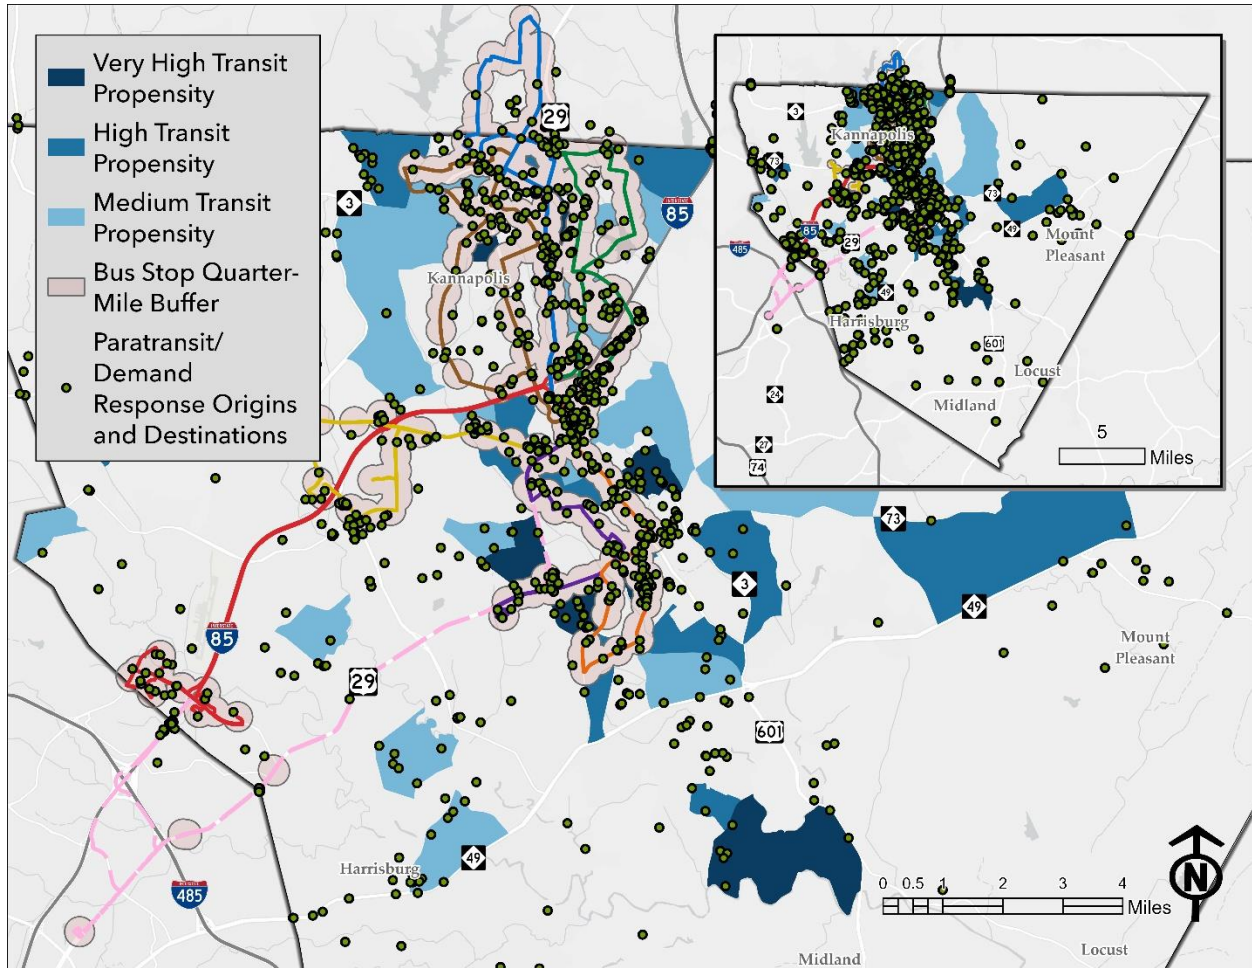 Very High Transit
Propensity
High Transit
Propensity
Medium Transit
Propensity
Bus Stop Quarter-
Mile Buffer
Paratransit/
Demand
Response Origins
and Destinations
29
3
INTERSTATE
85
Kannapolis
73
3
49
Mount
Pleasant
INTERSTATE
85
29
601
Harrisburg
49
INTERSTATE
485
Midland
Locust
0 0.5 1 2 3 4
Miles
N
3
Kannapolis
73
73
49
Mount
Pleasant
85
29
485
49
Harrisburg
601
Locust
24
Midland
27
74
5
Miles